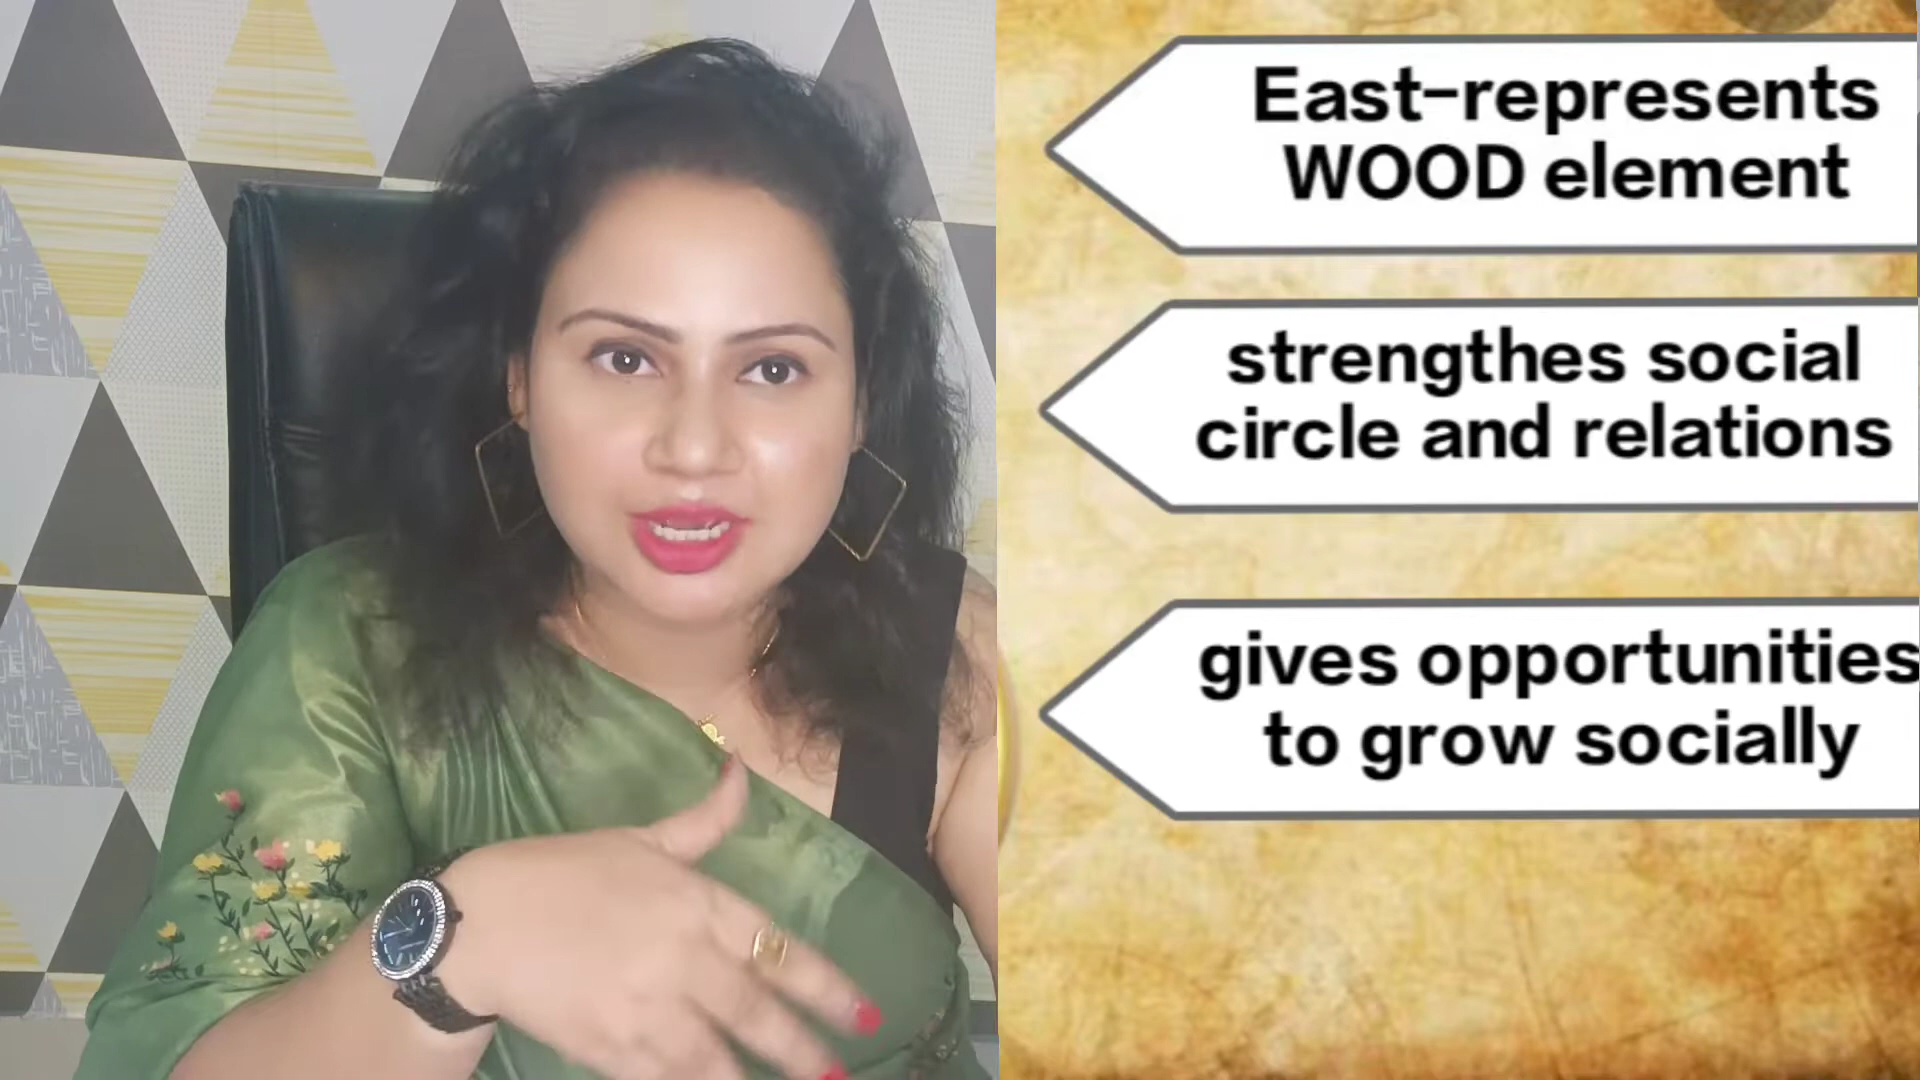 East-represents
WOOD element
strengthes social
circle and relations
gives opportunities
to grow socially